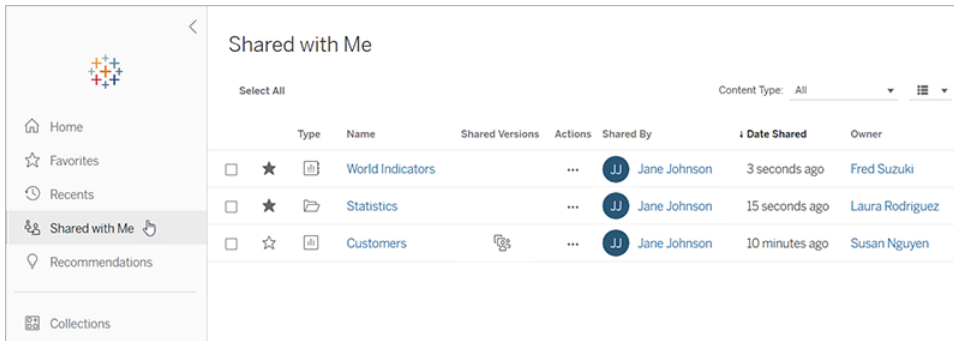 Shared with Me
Select All
Content Type: All
Home
Favorites
Recents
Shared with Me
Recommendations
Collections
Type Name Shared Versions Actions Shared By ↓ Date Shared Owner
World Indicators ••• JJ Jane Johnson 3 seconds ago Fred Suzuki
Statistics ••• JJ Jane Johnson 15 seconds ago Laura Rodriguez
Customers ••• JJ Jane Johnson 10 minutes ago Susan Nguyen